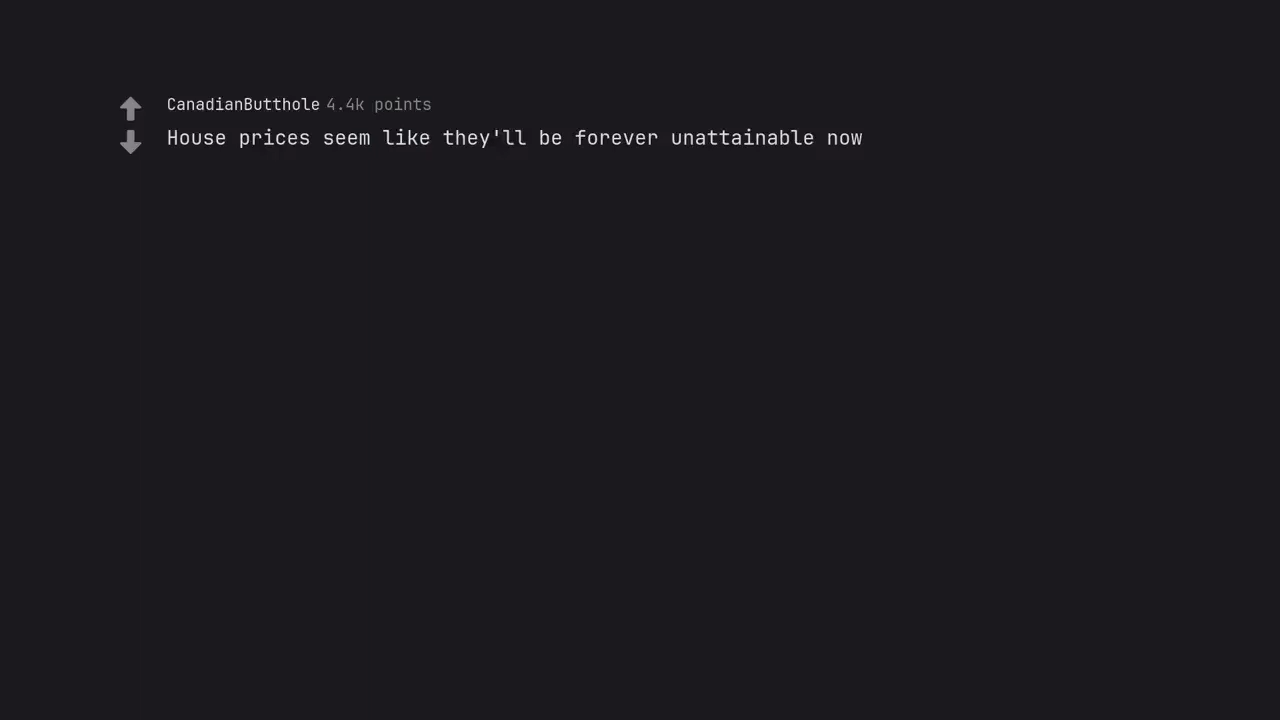 CanadianButthole 4.4k points
House prices seem like they'll be forever unattainable now